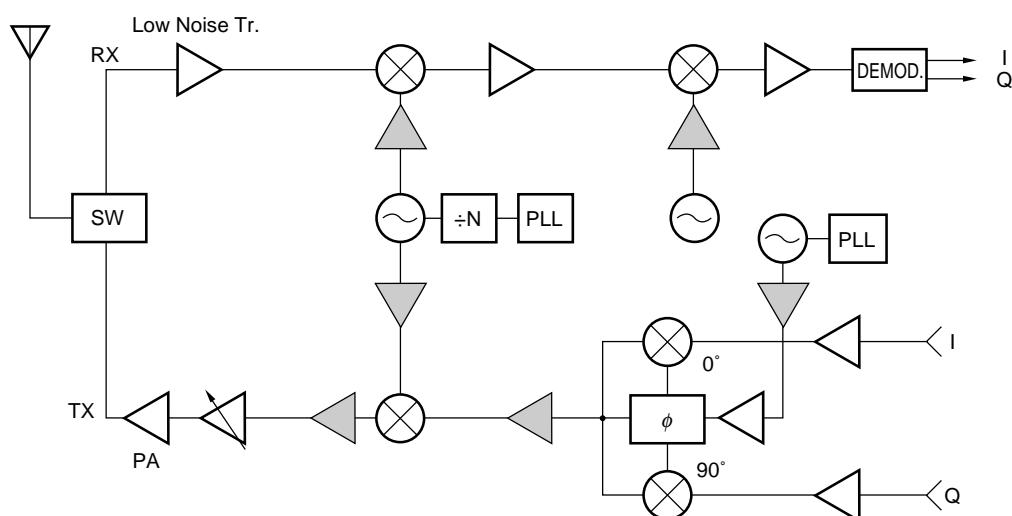 Low Noise Tr.
RX
DEMOD.
I
Q
SW
÷N
PLL
PLL
I
0˚
TX
ϕ
PA
90˚
Q